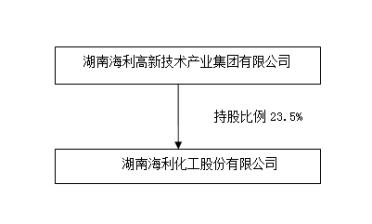 湖南海利高新技术产业集团有限公司
持股比例 23.5%
湖南海利化工股份有限公司